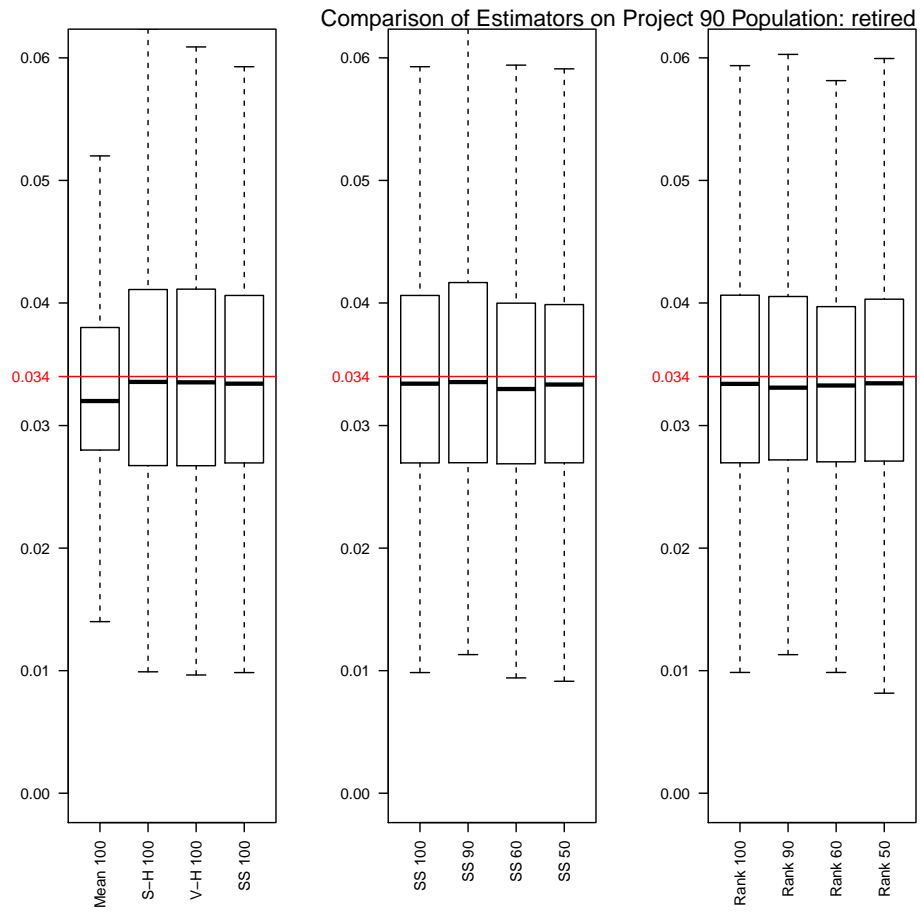 Comparison of Estimators on Project 90 Population: retired
0.06
0.05
0.04
0.034
0.03
0.02
0.01
0.00
Mean 100
S−H 100
V−H 100
SS 100
0.06
0.05
0.04
0.034
0.03
0.02
0.01
0.00
SS 100
SS 90
SS 60
SS 50
0.06
0.05
0.04
0.034
0.03
0.02
0.01
0.00
Rank 100
Rank 90
Rank 60
Rank 50